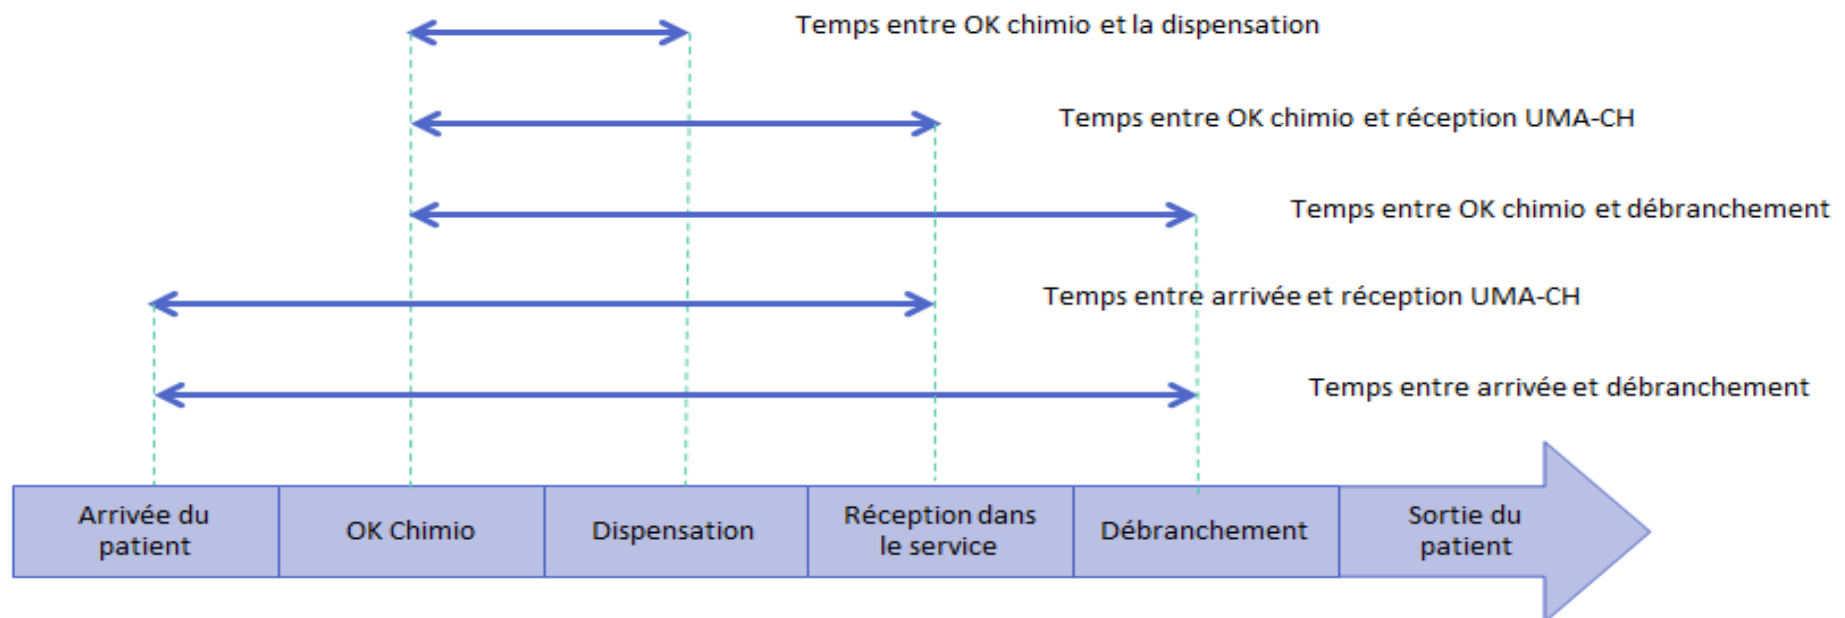 Temps entre OK chimio et la dispensation
Temps entre OK chimio et réception UMA-CH
Temps entre OK chimio et débranchement
Temps entre arrivée et réception UMA-CH
Temps entre arrivée et débranchement
Arrivée du
patient
OK Chimio
Dispensation
Réception dans
le service
Débranchement
Sortie du
patient